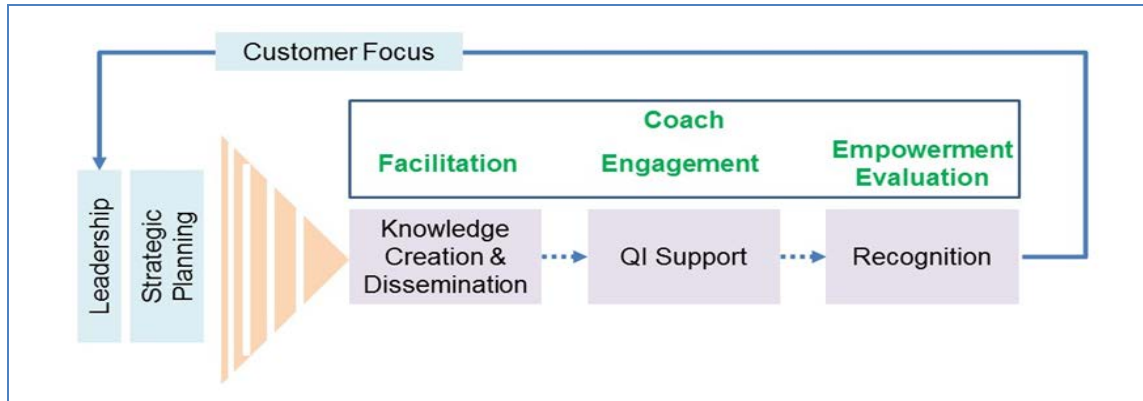 Customer Focus
Coach
Facilitation
Engagement
Empowerment
Evaluation
Leadership
Strategic
Planning
Knowledge
Creation &
Dissemination
QI Support
Recognition